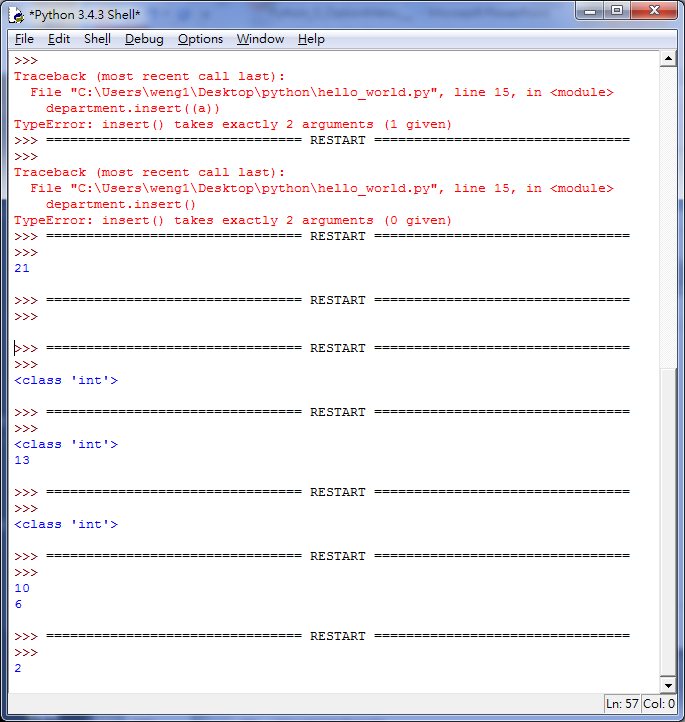 *Python 3.4.3 Shell*
File Edit Shell Debug Options Window Help
>>>
Traceback (most recent call last):
  File "C:\Users\weng1\Desktop\python\hello_world.py", line 15, in <module>
    department.insert((a))
TypeError: insert() takes exactly 2 arguments (1 given)
>>> ================================ RESTART ================================
>>>
Traceback (most recent call last):
  File "C:\Users\weng1\Desktop\python\hello_world.py", line 15, in <module>
    department.insert()
TypeError: insert() takes exactly 2 arguments (0 given)
>>> ================================ RESTART ================================
>>>
21
>>> ================================ RESTART ================================
>>>
>>> ================================ RESTART ================================
>>>
<class 'int'>
>>> ================================ RESTART ================================
>>>
<class 'int'>
13
>>> ================================ RESTART ================================
>>>
<class 'int'>
>>> ================================ RESTART ================================
>>>
10
6
>>> ================================ RESTART ================================
>>>
2
Ln: 57 Col: 0